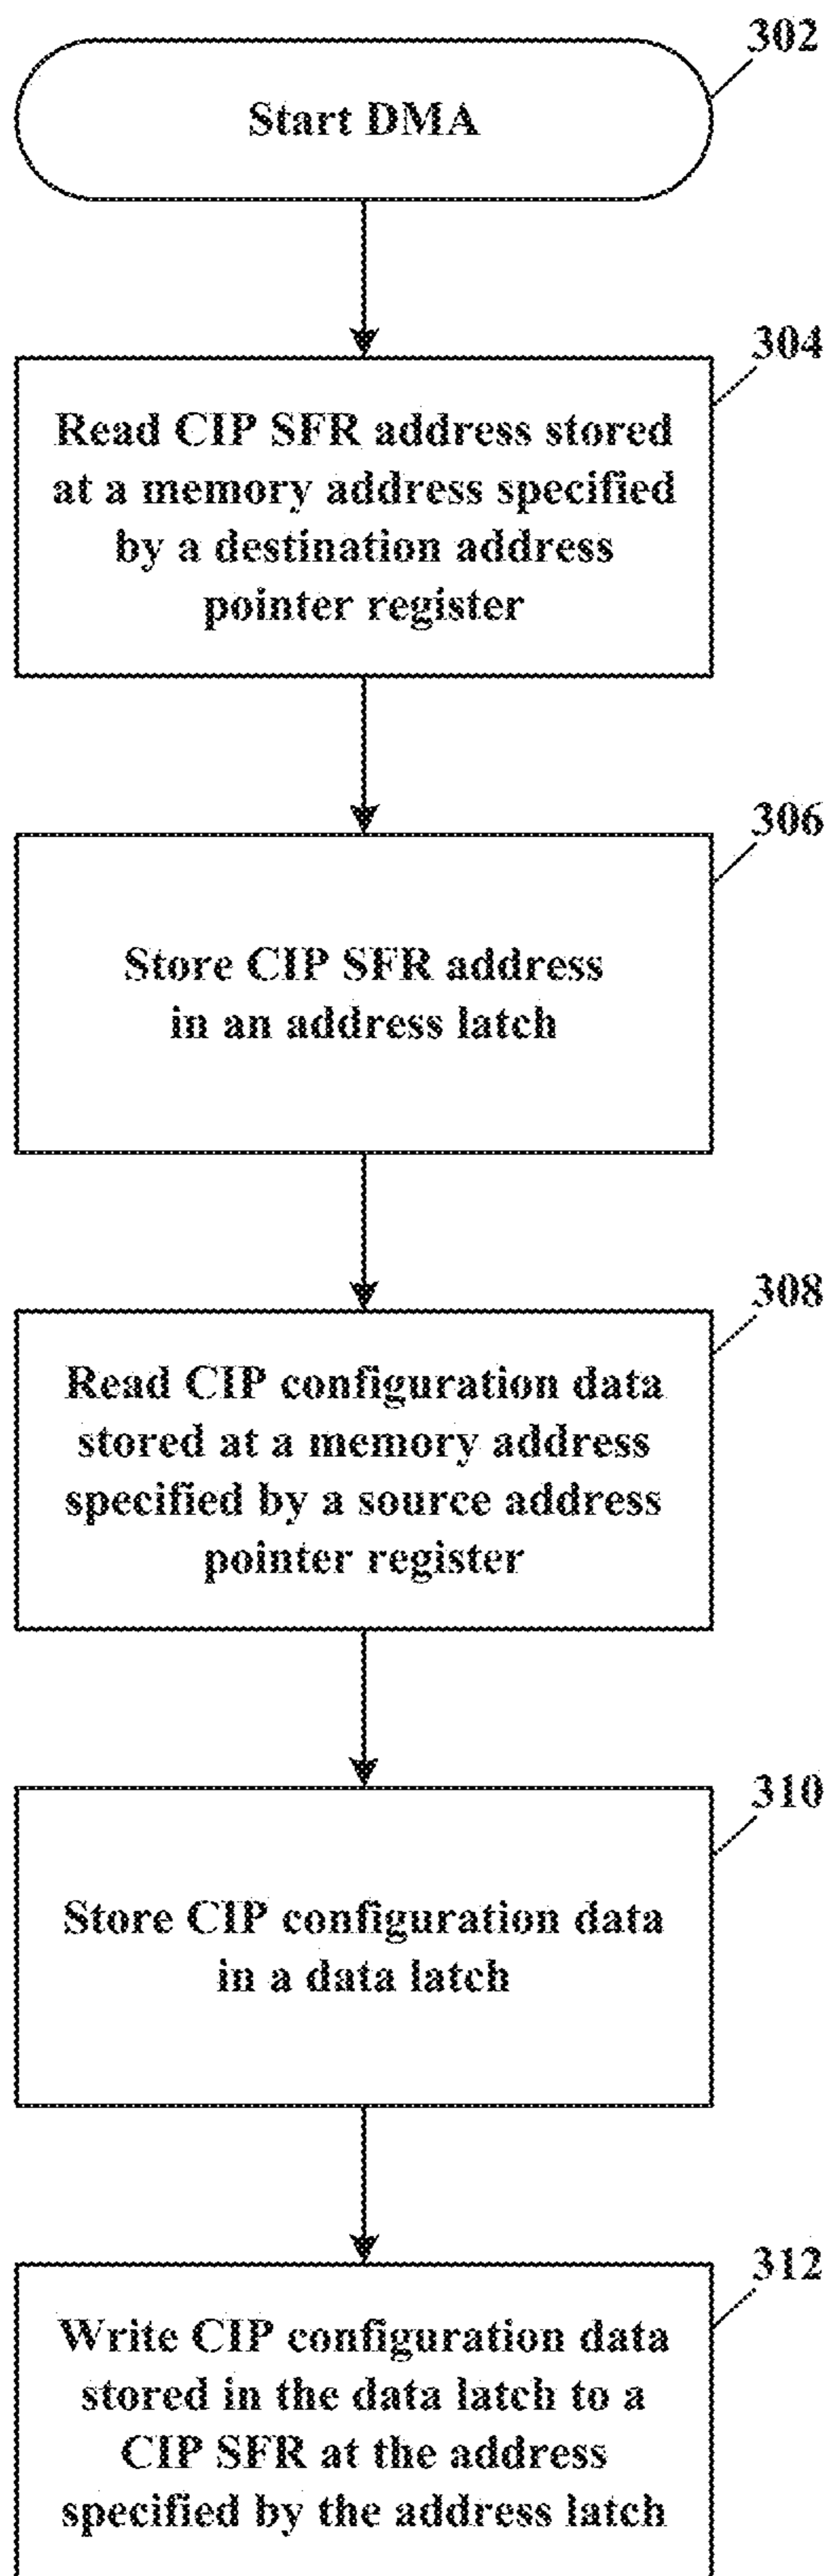 302
Start DMA
304
Read CIP SFR address stored
at a memory address specified
by a destination address
pointer register
306
Store CIP SFR address
in an address latch
308
Read CIP configuration data
stored at a memory address
specified by a source address
pointer register
310
Store CIP configuration data
in a data latch
312
Write CIP configuration data
stored in the data latch to a
CIP SFR at the address
specified by the address latch